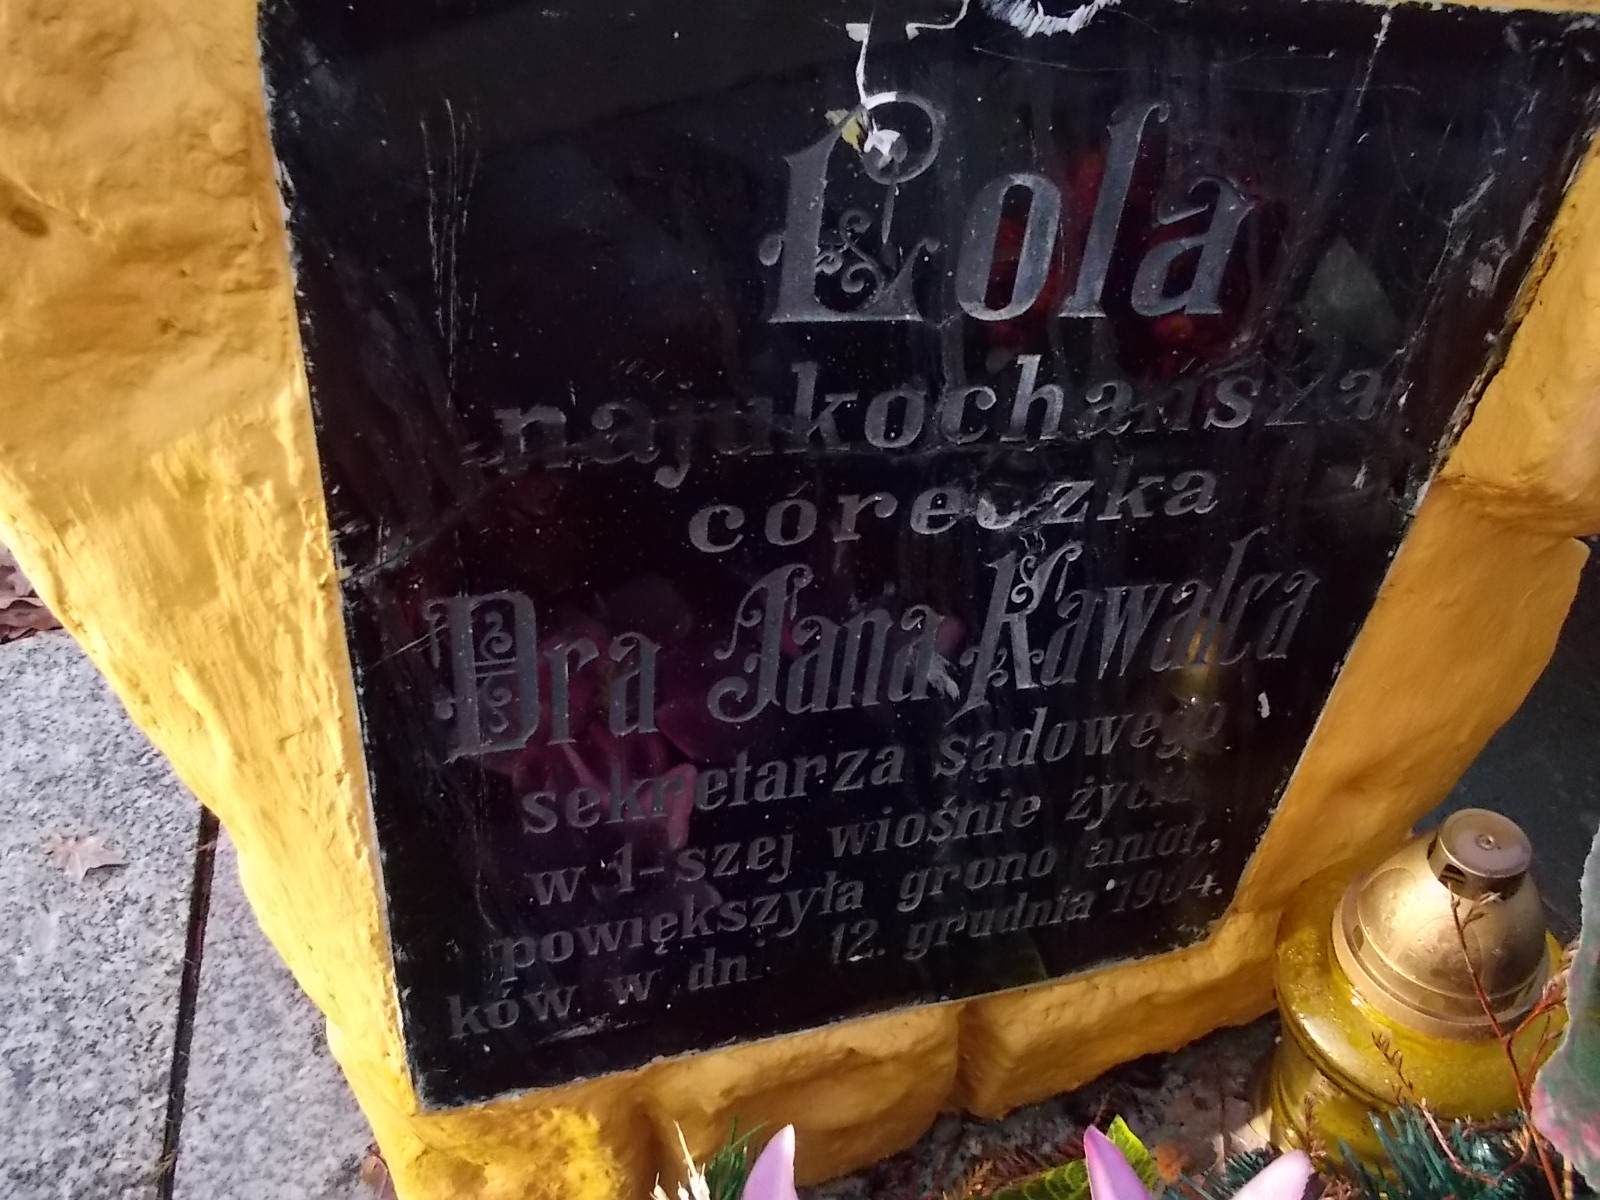 Lola
najukochańsza
córeczka
Dra Jana Kawalca
sekretarza sądowego
w 1-szej wiośnie życia
powiększyła grono anioł,,
ków w dni 12. grudnia 1904.